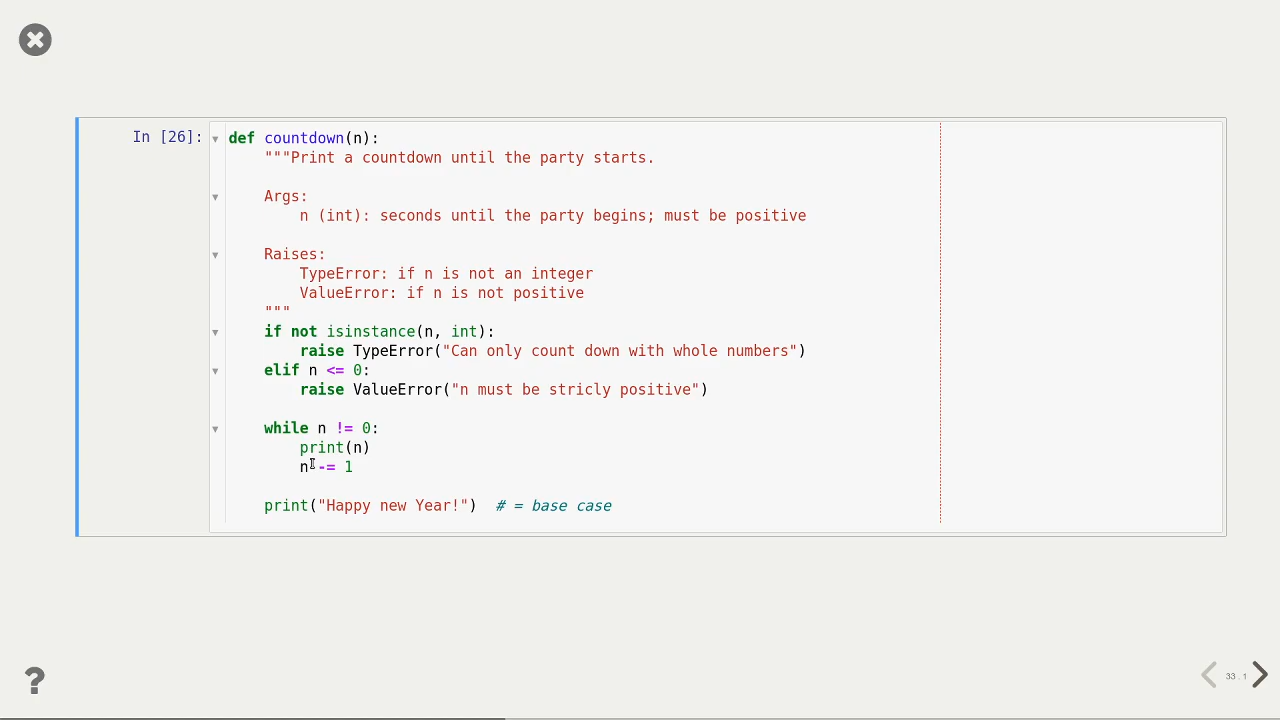 In [26]:
def countdown(n):
    """Print a countdown until the party starts.

    Args:
        n (int): seconds until the party begins; must be positive

    Raises:
        TypeError: if n is not an integer
        ValueError: if n is not positive
    """
    if not isinstance(n, int):
        raise TypeError("Can only count down with whole numbers")
    elif n <= 0:
        raise ValueError("n must be stricly positive")

    while n != 0:
        print(n)
        n -= 1

    print("Happy new Year!")  # = base case
?
33.1